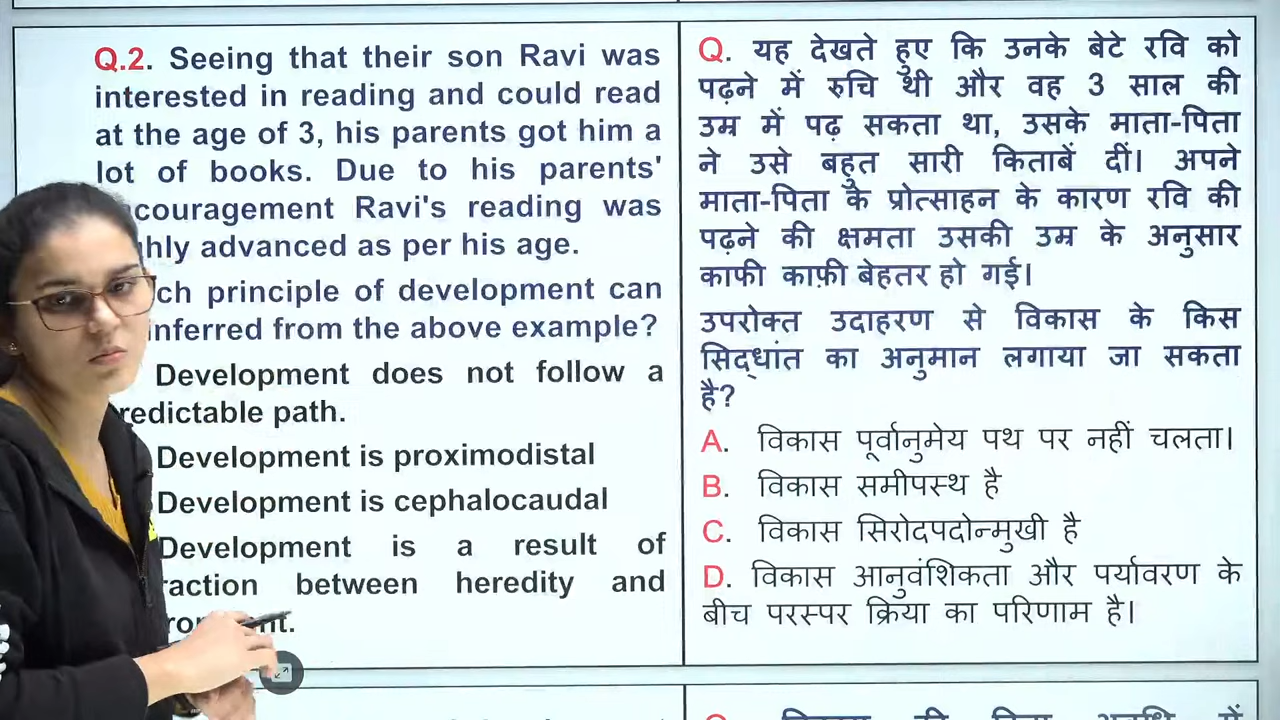 Q.2. Seeing that their son Ravi was
interested in reading and could read
at the age of 3, his parents got him a
lot of books. Due to his parents'
couragement Ravi's reading was
hly advanced as per his age.
ch principle of development can
inferred from the above example?
Development does not follow a
redictable path.
Development is proximodistal
Development is cephalocaudal
Development is a result of
raction between heredity and
Q. यह देखते हुए कि उनके बेटे रवि को
पढ़ने में रुचि थी और वह 3 साल की
उम्र में पढ़ सकता था, उसके माता-पिता
ने उसे बहुत सारी किताबें दीं। अपने
माता-पिता के प्रोत्साहन के कारण रवि की
पढ़ने की क्षमता उसकी उम्र के अनुसार
काफी काफ़ी बेहतर हो गई।
उपरोक्त उदाहरण से विकास के किस
सिद्धांत का अनुमान लगाया जा सकता
है?
A. विकास पूर्वानुमेय पथ पर नहीं चलता।
B. विकास समीपस्थ है
C. विकास सिरोदपदोन्मुखी है
D. विकास आनुवंशिकता और पर्यावरण के
बीच परस्पर क्रिया का परिणाम है।